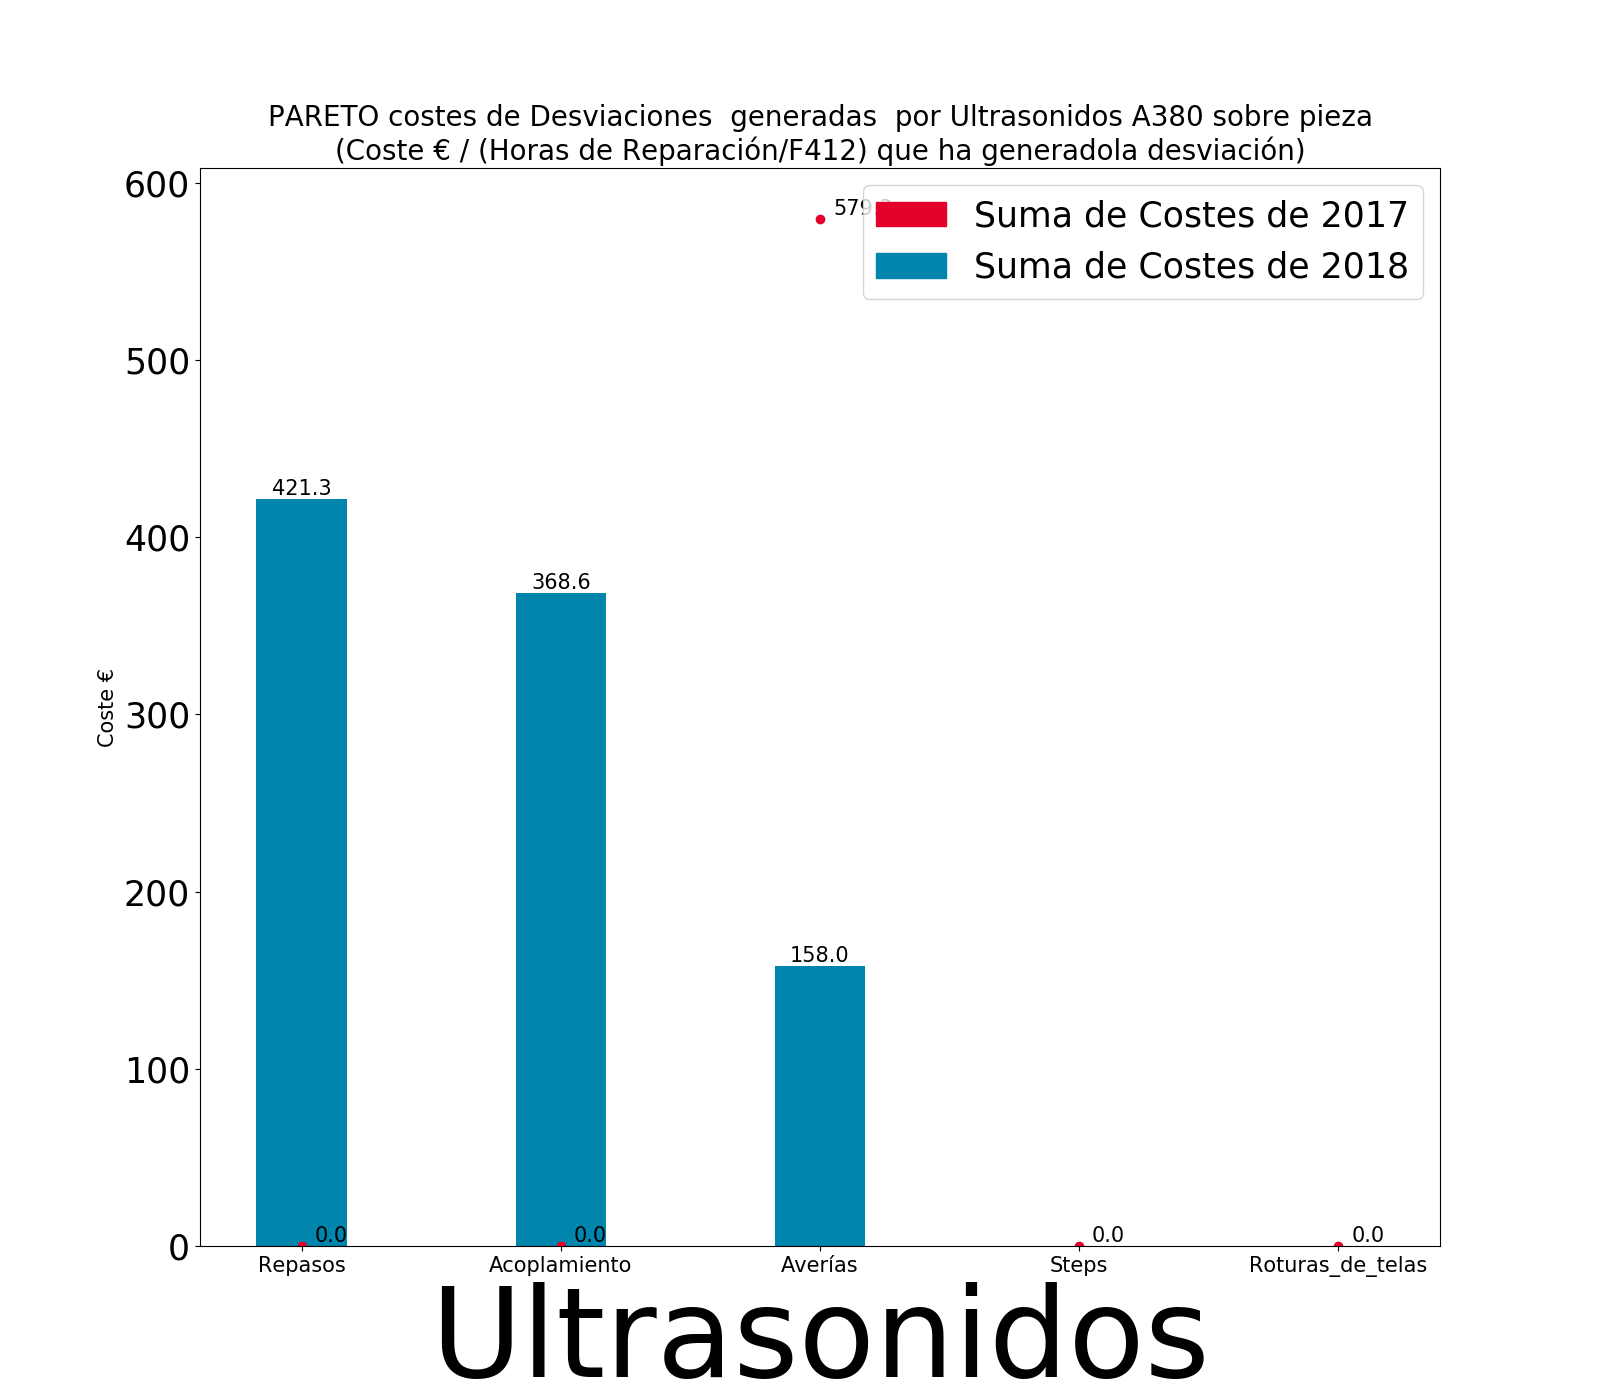 PARETO costes de Desviaciones  generadas  por Ultrasonidos A380 sobre pieza
(Coste € / (Horas de Reparación/F412) que ha generadola desviación)
600
500
400
300
200
100
0
Coste €
Suma de Costes de 2017
Suma de Costes de 2018
421.3
368.6
158.0
0.0
0.0
0.0
0.0
Repasos
Acoplamiento
Averías
Steps
Roturas_de_telas
Ultrasonidos